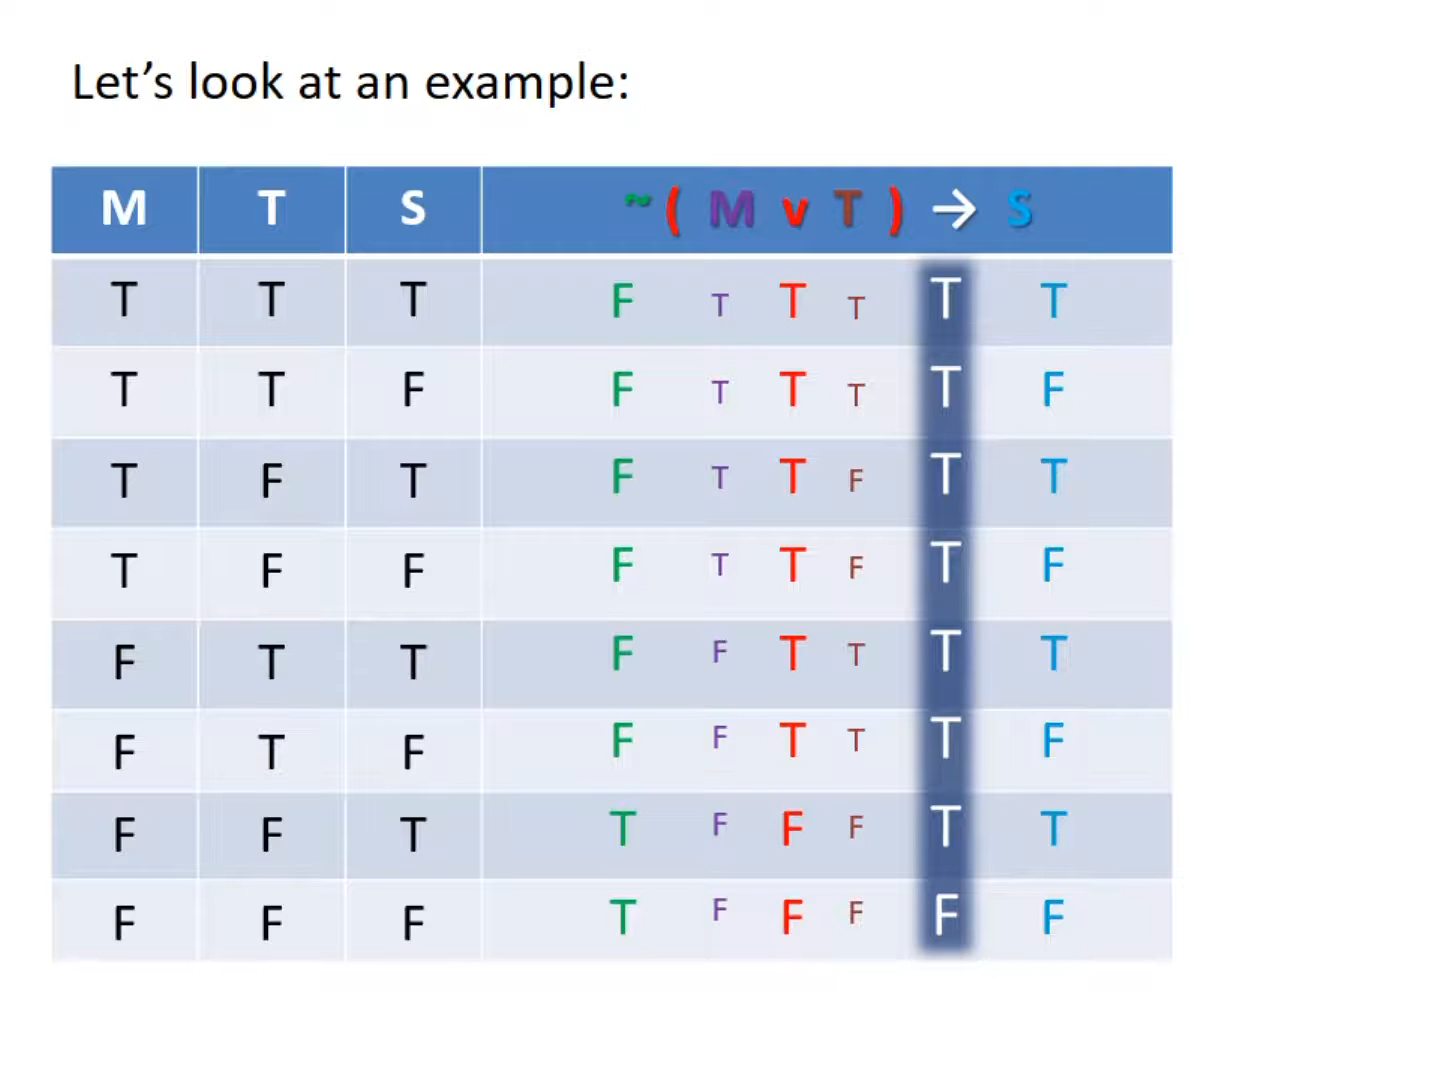 Let's look at an example:
M T S ~ ( M v T ) → S
T T T F T T T T T
T T F F T T T T F
T F T F T T F T T
T F F F T T F T F
F T T F F T T T T
F T F F F T T T F
F F T T F F F T T
F F F T F F F F F